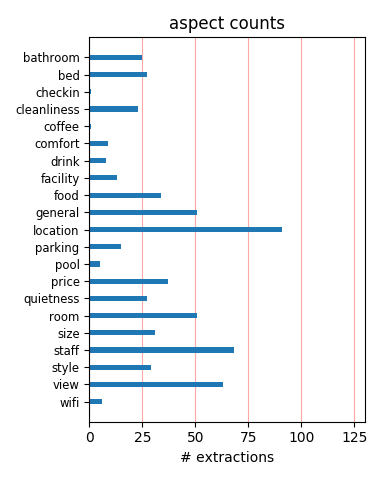 aspect counts
bathroom
bed
checkin
cleanliness
coffee
comfort
drink
facility
food
general
location
parking
pool
price
quietness
room
size
staff
style
view
wifi
0 25 50 75 100 125
# extractions